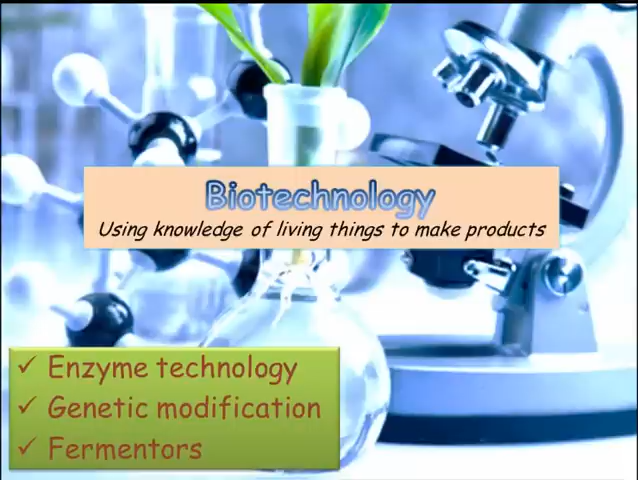 Biotechnology
Using knowledge of living things to make products
✓ Enzyme technology
✓ Genetic modification
✓ Fermentors